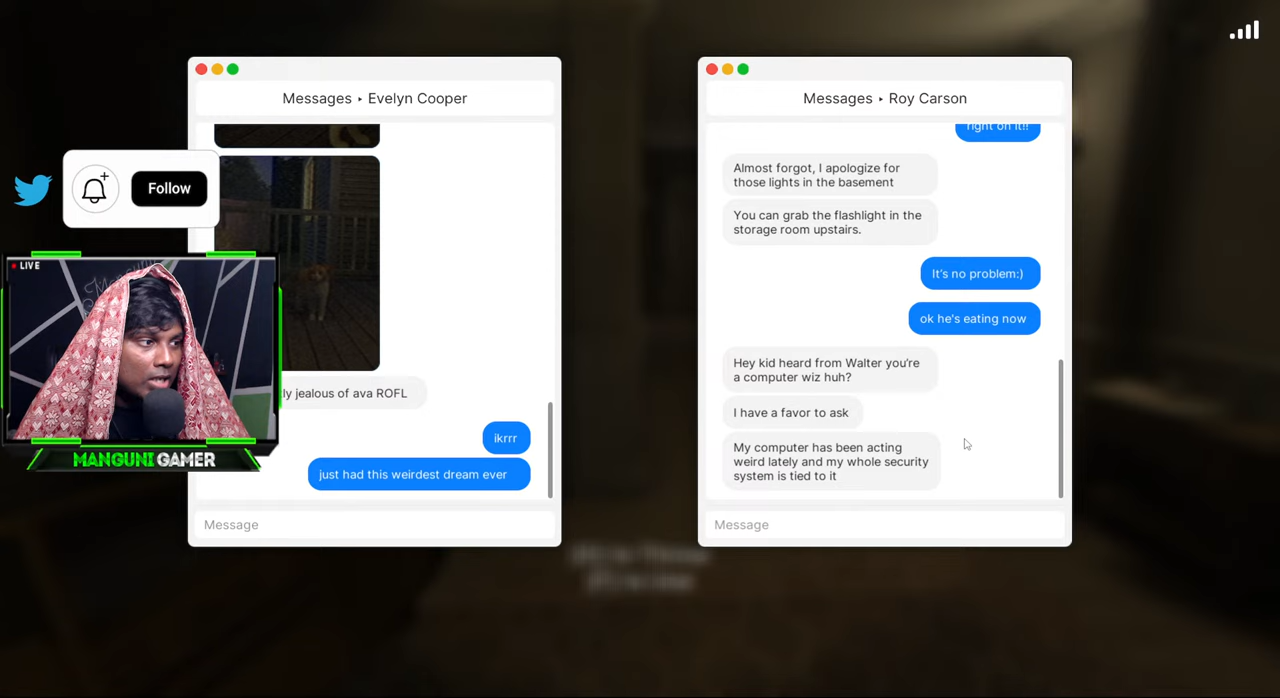 Messages ▸ Evelyn Cooper
ly jealous of ava ROFL
ikrrr
just had this weirdest dream ever
Message
Messages ▸ Roy Carson
right on it!!
Almost forgot, I apologize for
those lights in the basement
You can grab the flashlight in the
storage room upstairs.
It's no problem:)
ok he's eating now
Hey kid heard from Walter you're
a computer wiz huh?
I have a favor to ask
My computer has been acting
weird lately and my whole security
system is tied to it
Message
Follow
LIVE
MANGUNI GAMER